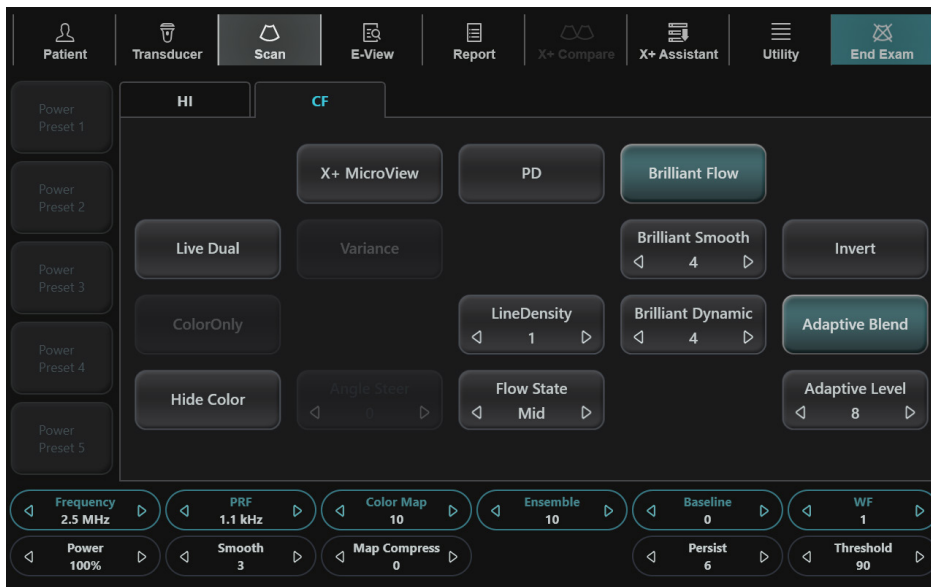 Patient
Transducer
Scan
E-View
Report
X+ Compare
X+ Assistant
Utility
End Exam
HI
CF
Power
Preset 1
Power
Preset 2
Power
Preset 3
Power
Preset 4
Power
Preset 5
X+ MicroView
PD
Brilliant Flow
Live Dual
Variance
Brilliant Smooth
4
Invert
ColorOnly
LineDensity
1
Brilliant Dynamic
4
Adaptive Blend
Hide Color
Angle Steer
0
Flow State
Mid
Adaptive Level
8
Frequency
2.5 MHz
PRF
1.1 kHz
Color Map
10
Ensemble
10
Baseline
0
WF
1
Power
100%
Smooth
3
Map Compress
0
Persist
6
Threshold
90